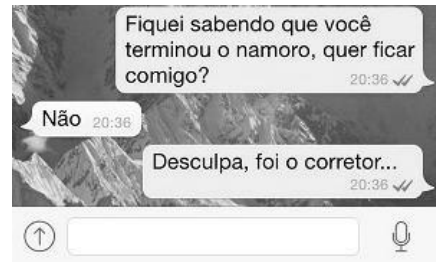 Fiquei sabendo que você
terminou o namoro, quer ficar
comigo?
20:36
Não 20:36
Desculpa, foi o corretor...
20:36